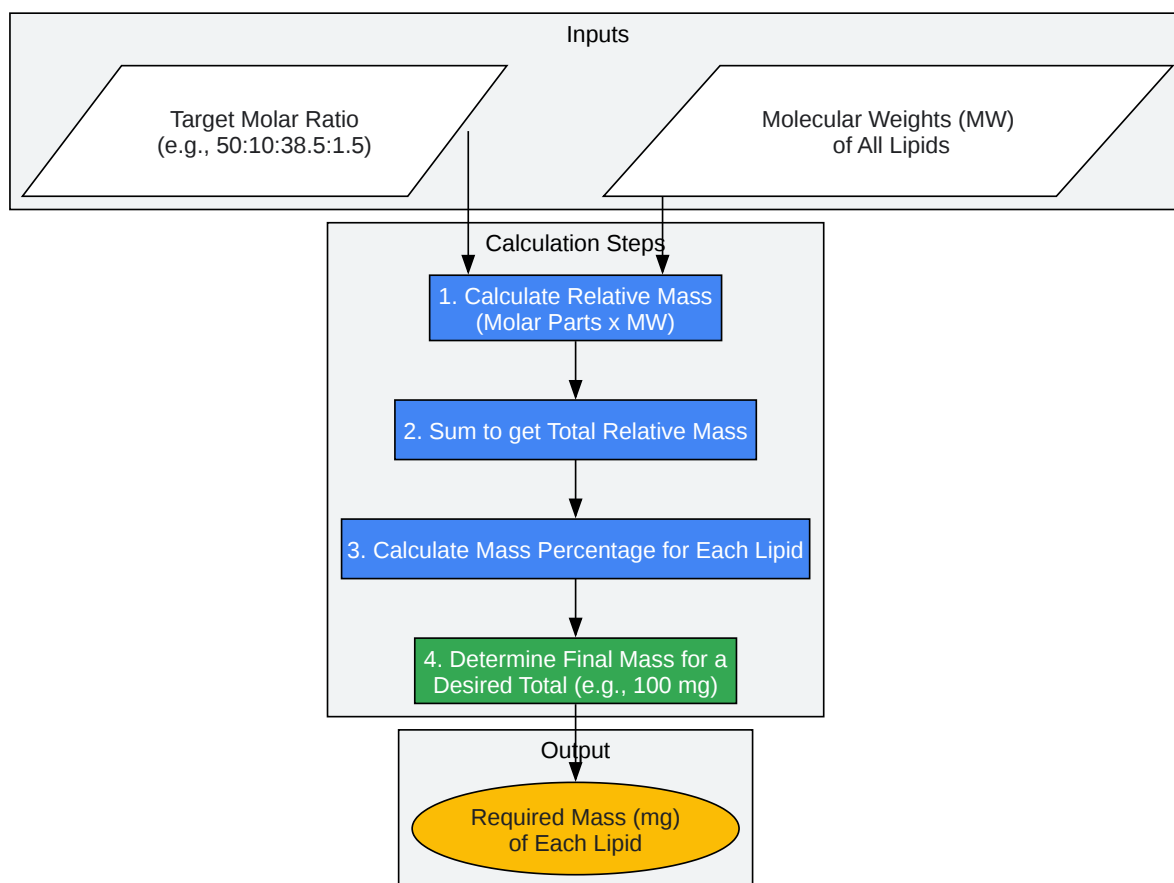 Inputs
Target Molar Ratio
(e.g., 50:10:38.5:1.5)
Molecular Weights (MW)
of All Lipids
Calculation Steps
1. Calculate Relative Mass
(Molar Parts x MW)
2. Sum to get Total Relative Mass
3. Calculate Mass Percentage for Each Lipid
4. Determine Final Mass for a
Desired Total (e.g., 100 mg)
Output
Required Mass (mg)
of Each Lipid